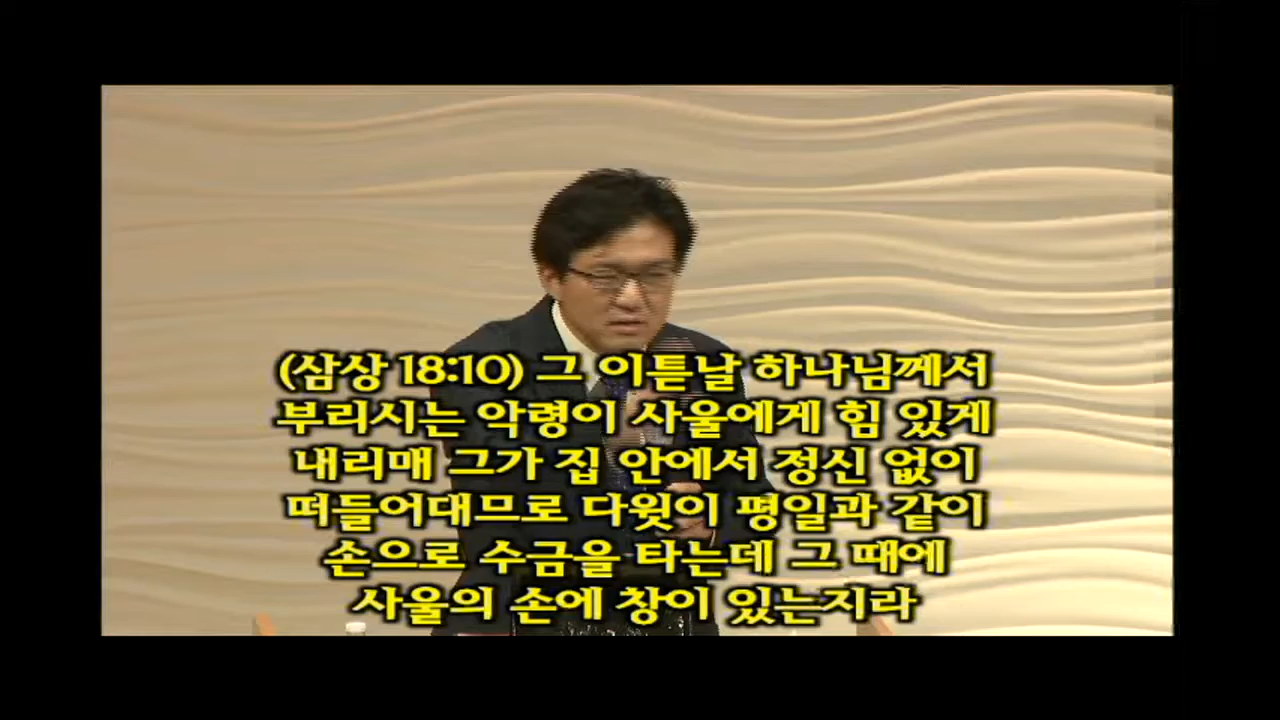 (삼상 18:10) 그 이튿날 하나님께서
부리시는 악령이 사울에게 힘 있게
내리매 그가 집 안에서 정신 없이
떠들어대므로 다윗이 평일과 같이
손으로 수금을 타는데 그 때에
사울의 손에 창이 있는지라